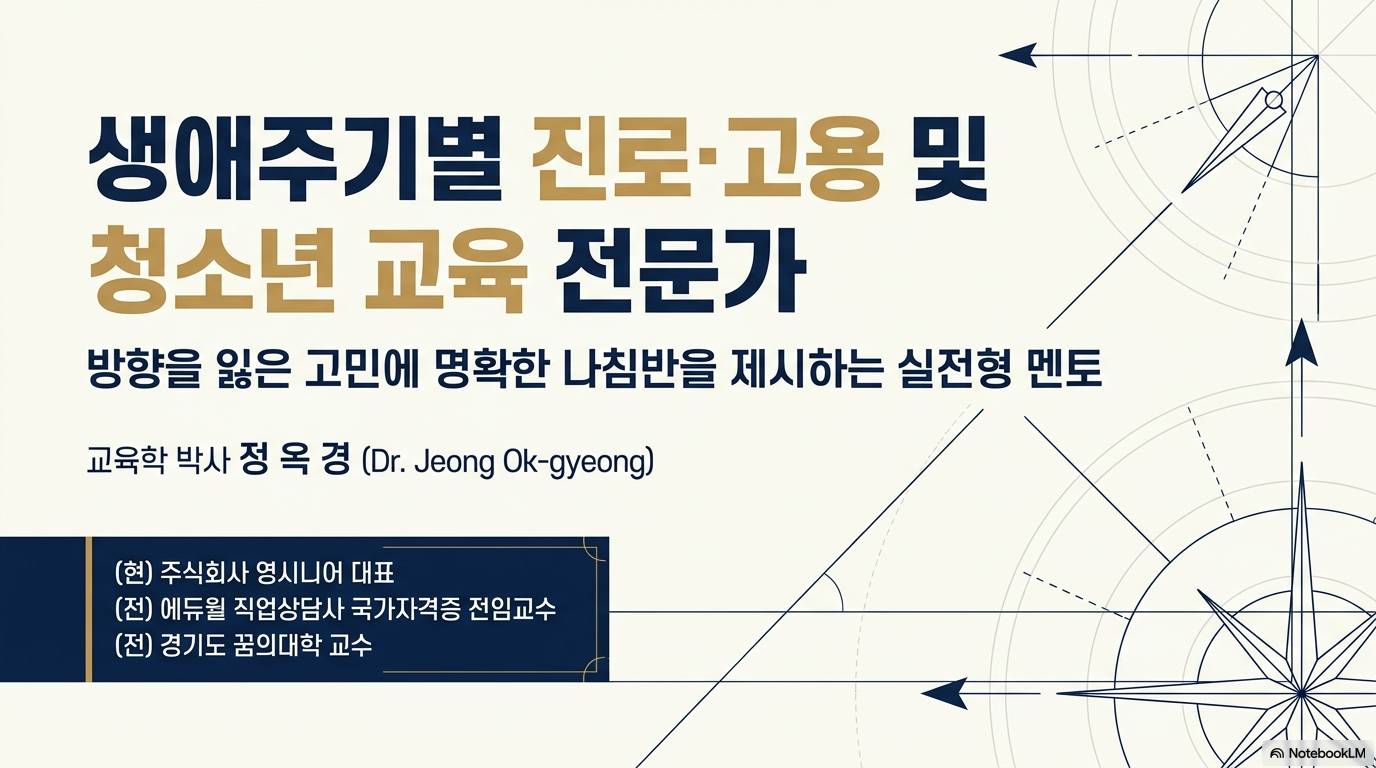 생애주기별 진로·고용 및
청소년 교육 전문가
방향을 잃은 고민에 명확한 나침반을 제시하는 실전형 멘토
교육학 박사 정 옥 경 (Dr. Jeong Ok-gyeong)
(현) 주식회사 영시니어 대표
(전) 에듀윌 직업상담사 국가자격증 전임교수
(전) 경기도 꿈의대학 교수
NotebookLM